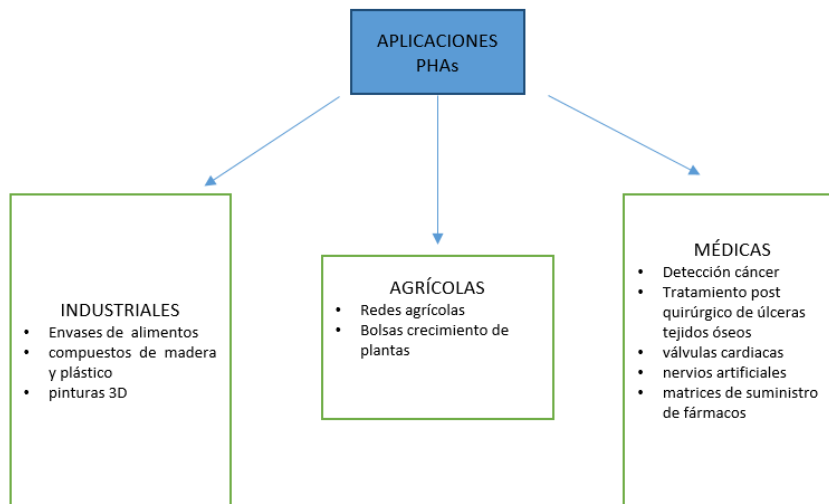 APLICACIONES
PHAs
INDUSTRIALES
• Envases de alimentos
• compuestos de madera
y plástico
• pinturas 3D
AGRÍCOLAS
• Redes agrícolas
• Bolsas crecimiento de
plantas
MÉDICAS
• Detección cáncer
• Tratamiento post
quirúrgico de úlceras
tejidos óseos
• válvulas cardiacas
• nervios artificiales
• matrices de suministro
de fármacos